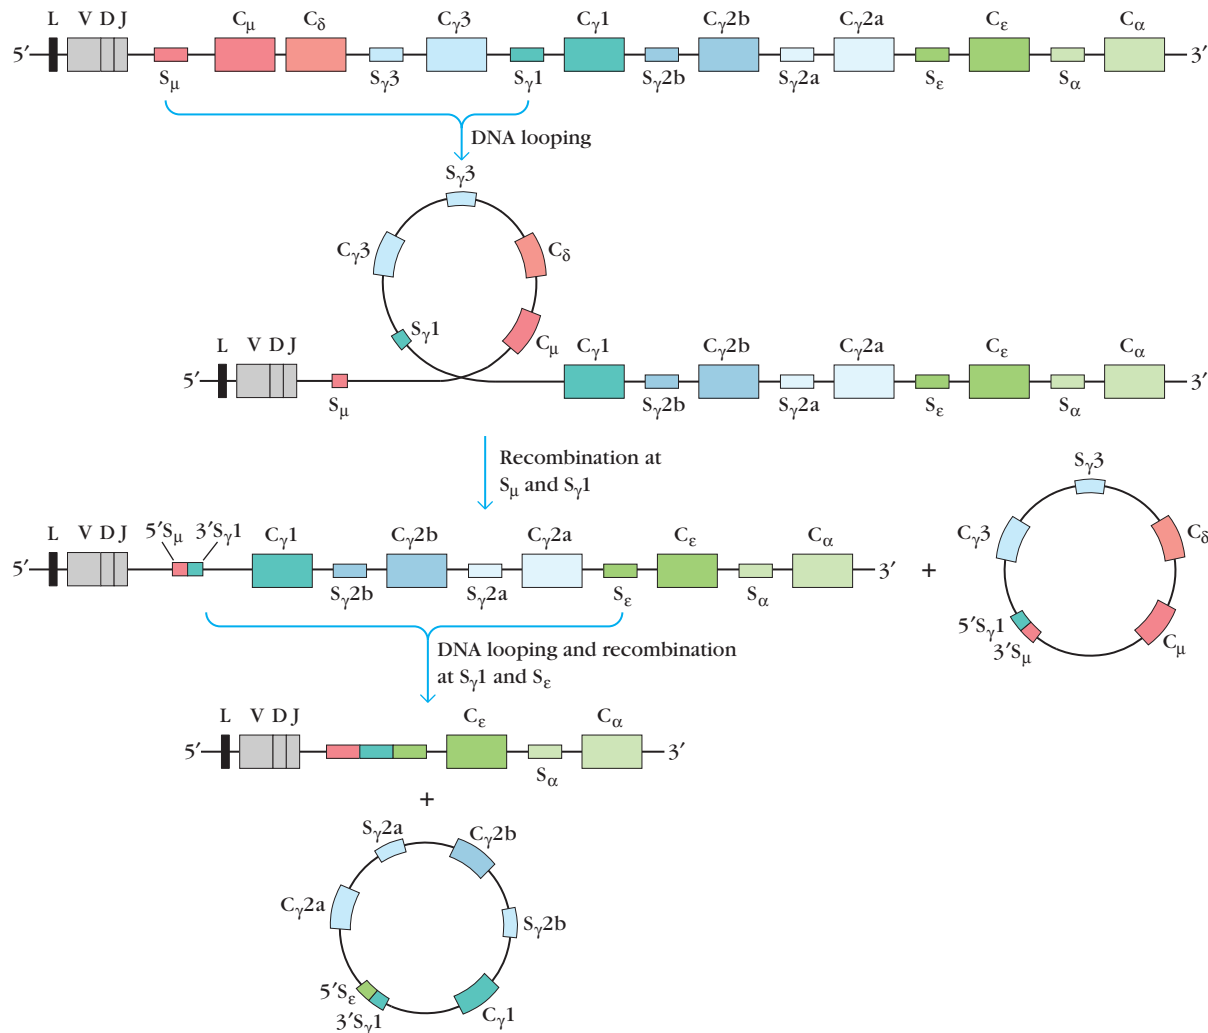 L V D J Cμ Cδ Cγ3 Cγ1 Cγ2b Cγ2a Cε Cα
5′ 3′
Sμ Sγ3 Sγ1 Sγ2b Sγ2a Sε Sα
DNA looping
Sγ3
Cγ3 Cδ
Sγ1 Cμ
L V D J Cγ1 Cγ2b Cγ2a Cε Cα
5′ 3′
Sμ Sγ2b Sγ2a Sε Sα
Recombination at
Sμ and Sγ1
Sγ3
Cγ3 Cδ
5′Sγ1
3′Sμ Cμ
5′Sμ 3′Sγ1
L V D J Cγ1 Cγ2b Cγ2a Cε Cα
5′ 3′ +
Sγ2b Sγ2a Sε Sα
DNA looping and recombination
at Sγ1 and Sε
L V D J Cε Cα
5′ 3′
Sα
+
Sγ2a Cγ2b
Cγ2a Sγ2b
5′Sε
3′Sγ1 Cγ1